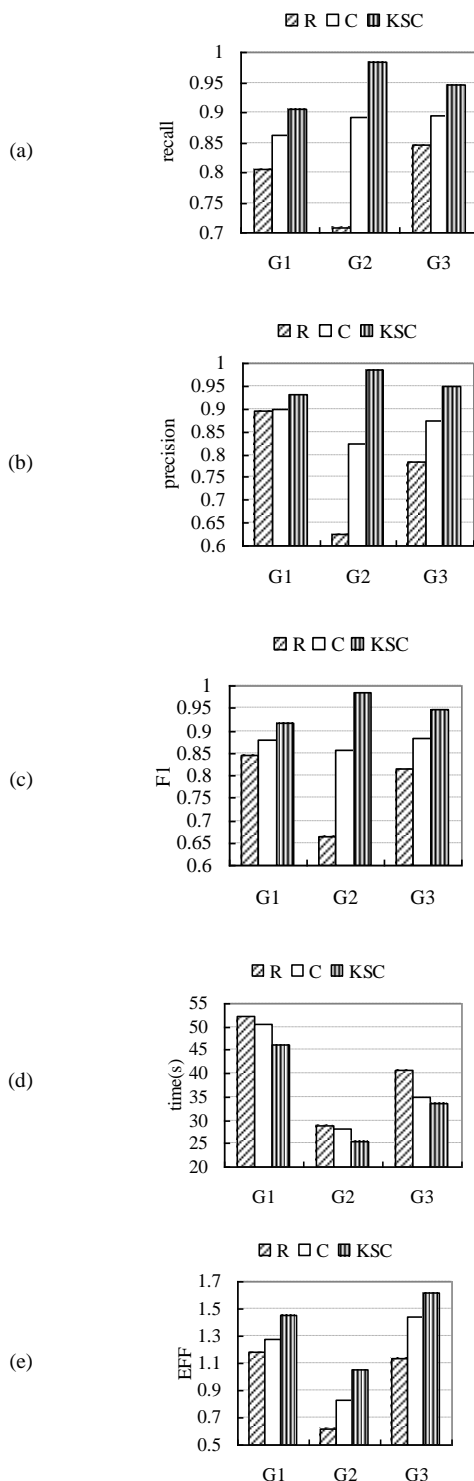 R C KSC
(a)
recall
1
0.95
0.9
0.85
0.8
0.75
0.7
G1 G2 G3
R C KSC
(b)
precision
1
0.95
0.9
0.85
0.8
0.75
0.7
0.65
0.6
G1 G2 G3
R C KSC
(c)
F1
1
0.95
0.9
0.85
0.8
0.75
0.7
0.65
0.6
G1 G2 G3
R C KSC
(d)
time(s)
55
50
45
40
35
30
25
20
G1 G2 G3
R C KSC
(e)
EFF
1.7
1.5
1.3
1.1
0.9
0.7
0.5
G1 G2 G3